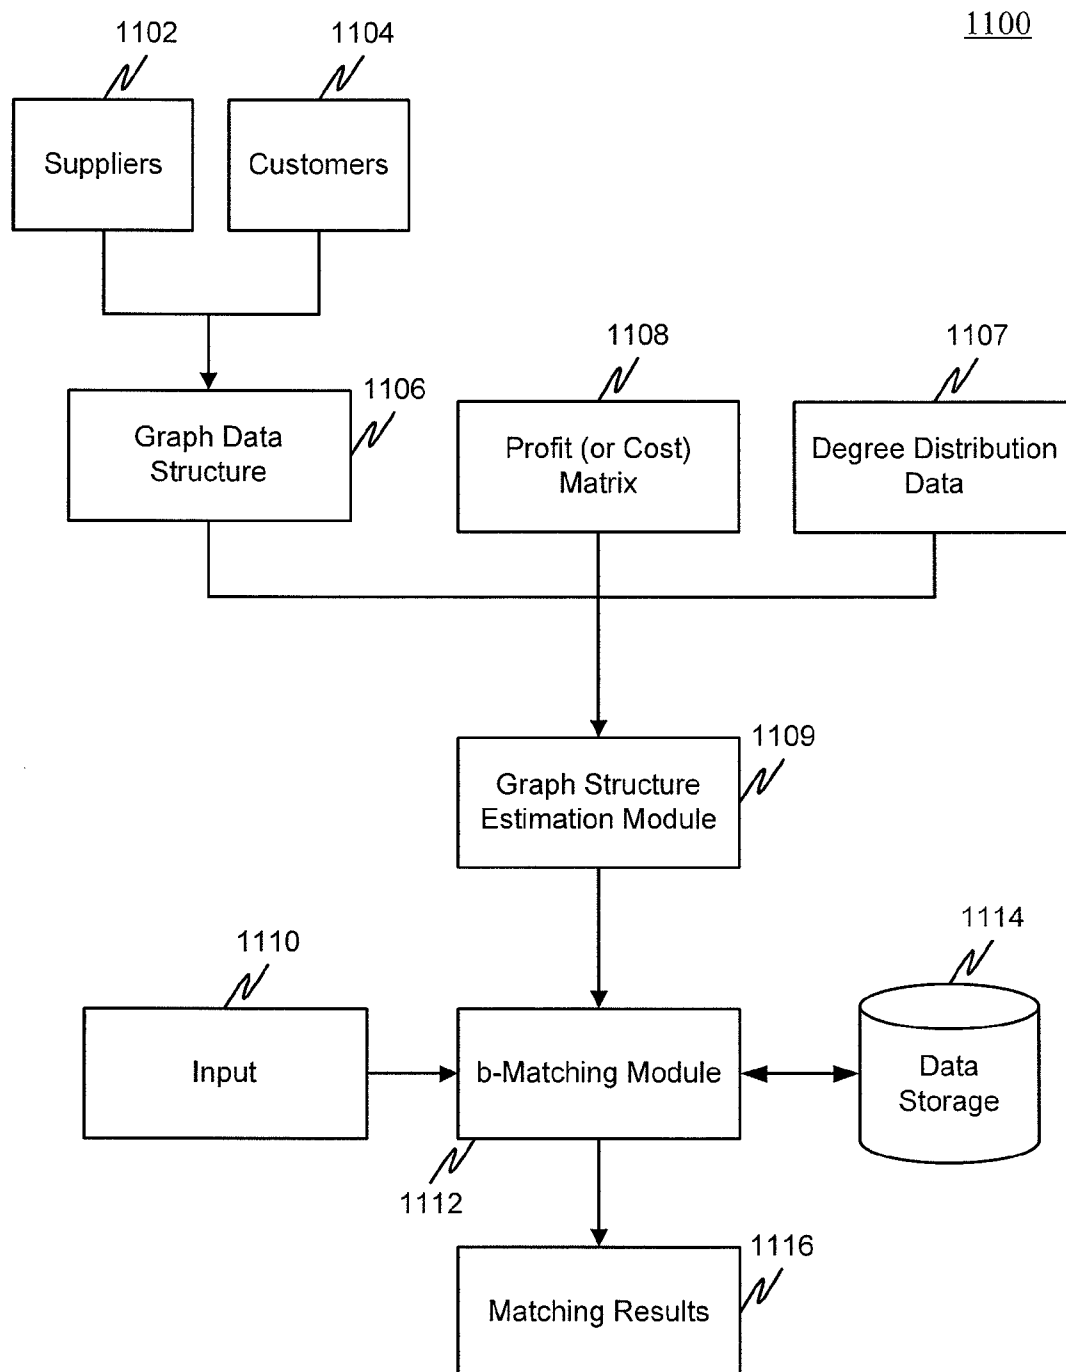 1100
1102
1104
Suppliers
Customers
1108
1107
1106
Graph Data
Structure
Profit (or Cost)
Matrix
Degree Distribution
Data
1109
Graph Structure
Estimation Module
1110
1114
Input
b-Matching Module
Data
Storage
1112
1116
Matching Results